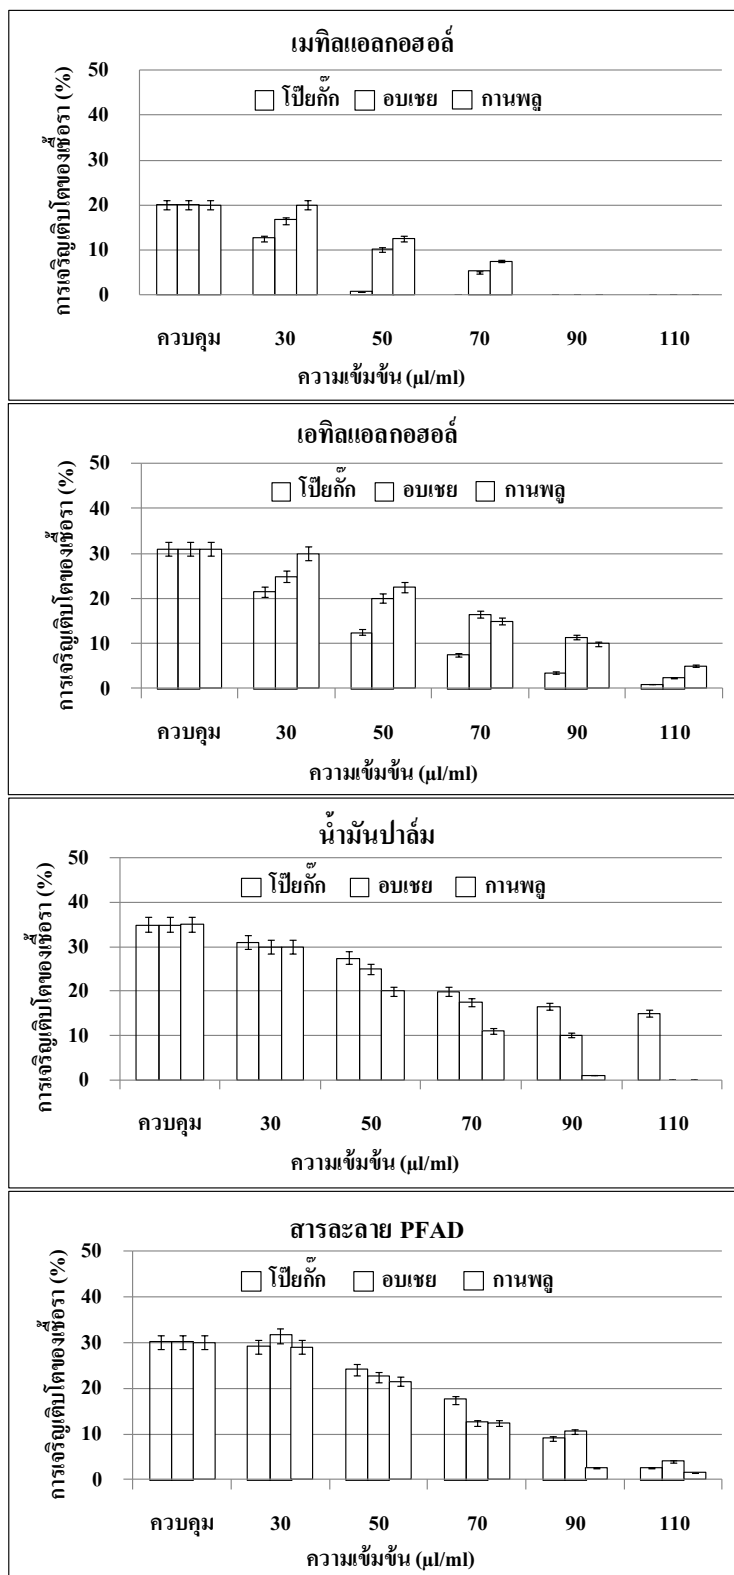 เมทิลแอลกอฮอล์
การเจริญเติบโตของเชื้อรา (%)
50
40
30
20
10
0
โป๊ยกั๊ก อบเชย กานพลู
ควบคุม 30 50 70 90 110
ความเข้มข้น (µl/ml)
เอทิลแอลกอฮอล์
การเจริญเติบโตของเชื้อรา (%)
50
40
30
20
10
0
โป๊ยกั๊ก อบเชย กานพลู
ควบคุม 30 50 70 90 110
ความเข้มข้น (µl/ml)
น้ำมันปาล์ม
การเจริญเติบโตของเชื้อรา (%)
50
40
30
20
10
0
โป๊ยกั๊ก อบเชย กานพลู
ควบคุม 30 50 70 90 110
ความเข้มข้น (µl/ml)
สารละลาย PFAD
การเจริญเติบโตของเชื้อรา (%)
50
40
30
20
10
0
โป๊ยกั๊ก อบเชย กานพลู
ควบคุม 30 50 70 90 110
ความเข้มข้น (µl/ml)